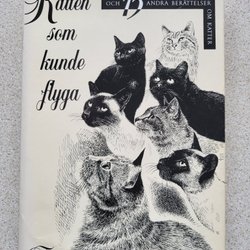 Katten
OCH 13 ANDRA BERÄTTELSER
OM KATTER
som
kunde
flyga